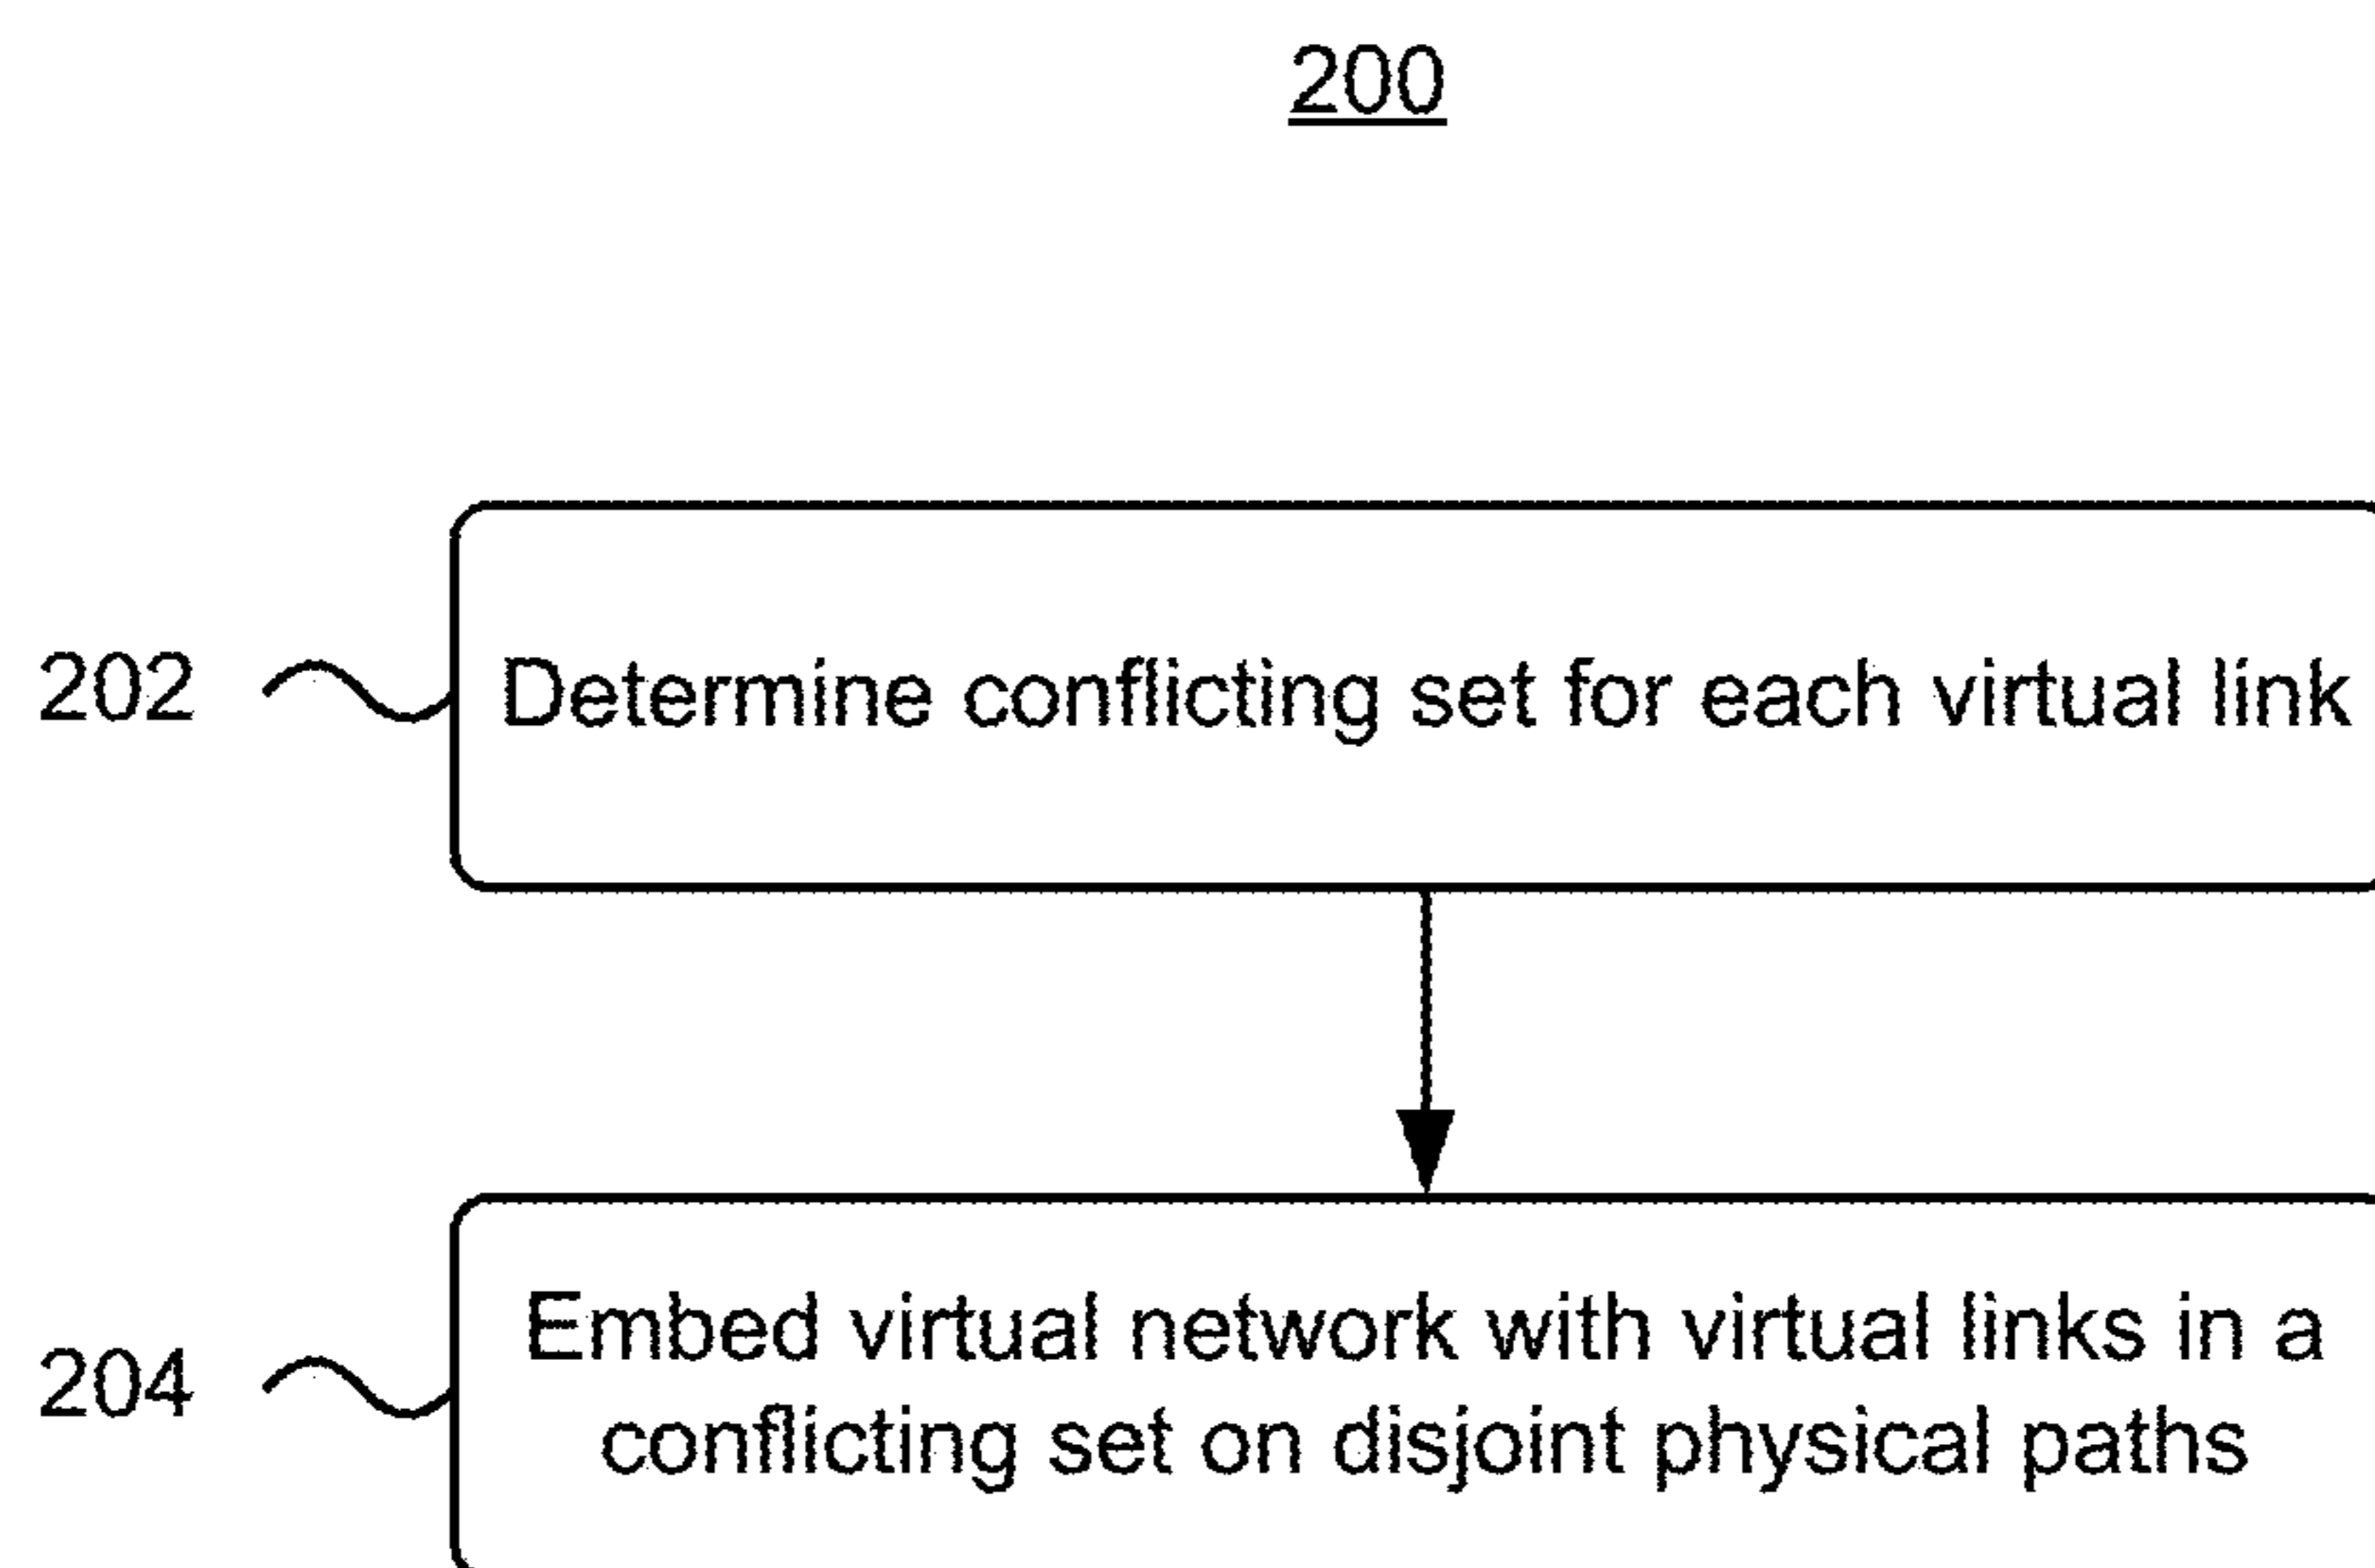 200
202
Determine conflicting set for each virtual link
204
Embed virtual network with virtual links in a
conflicting set on disjoint physical paths